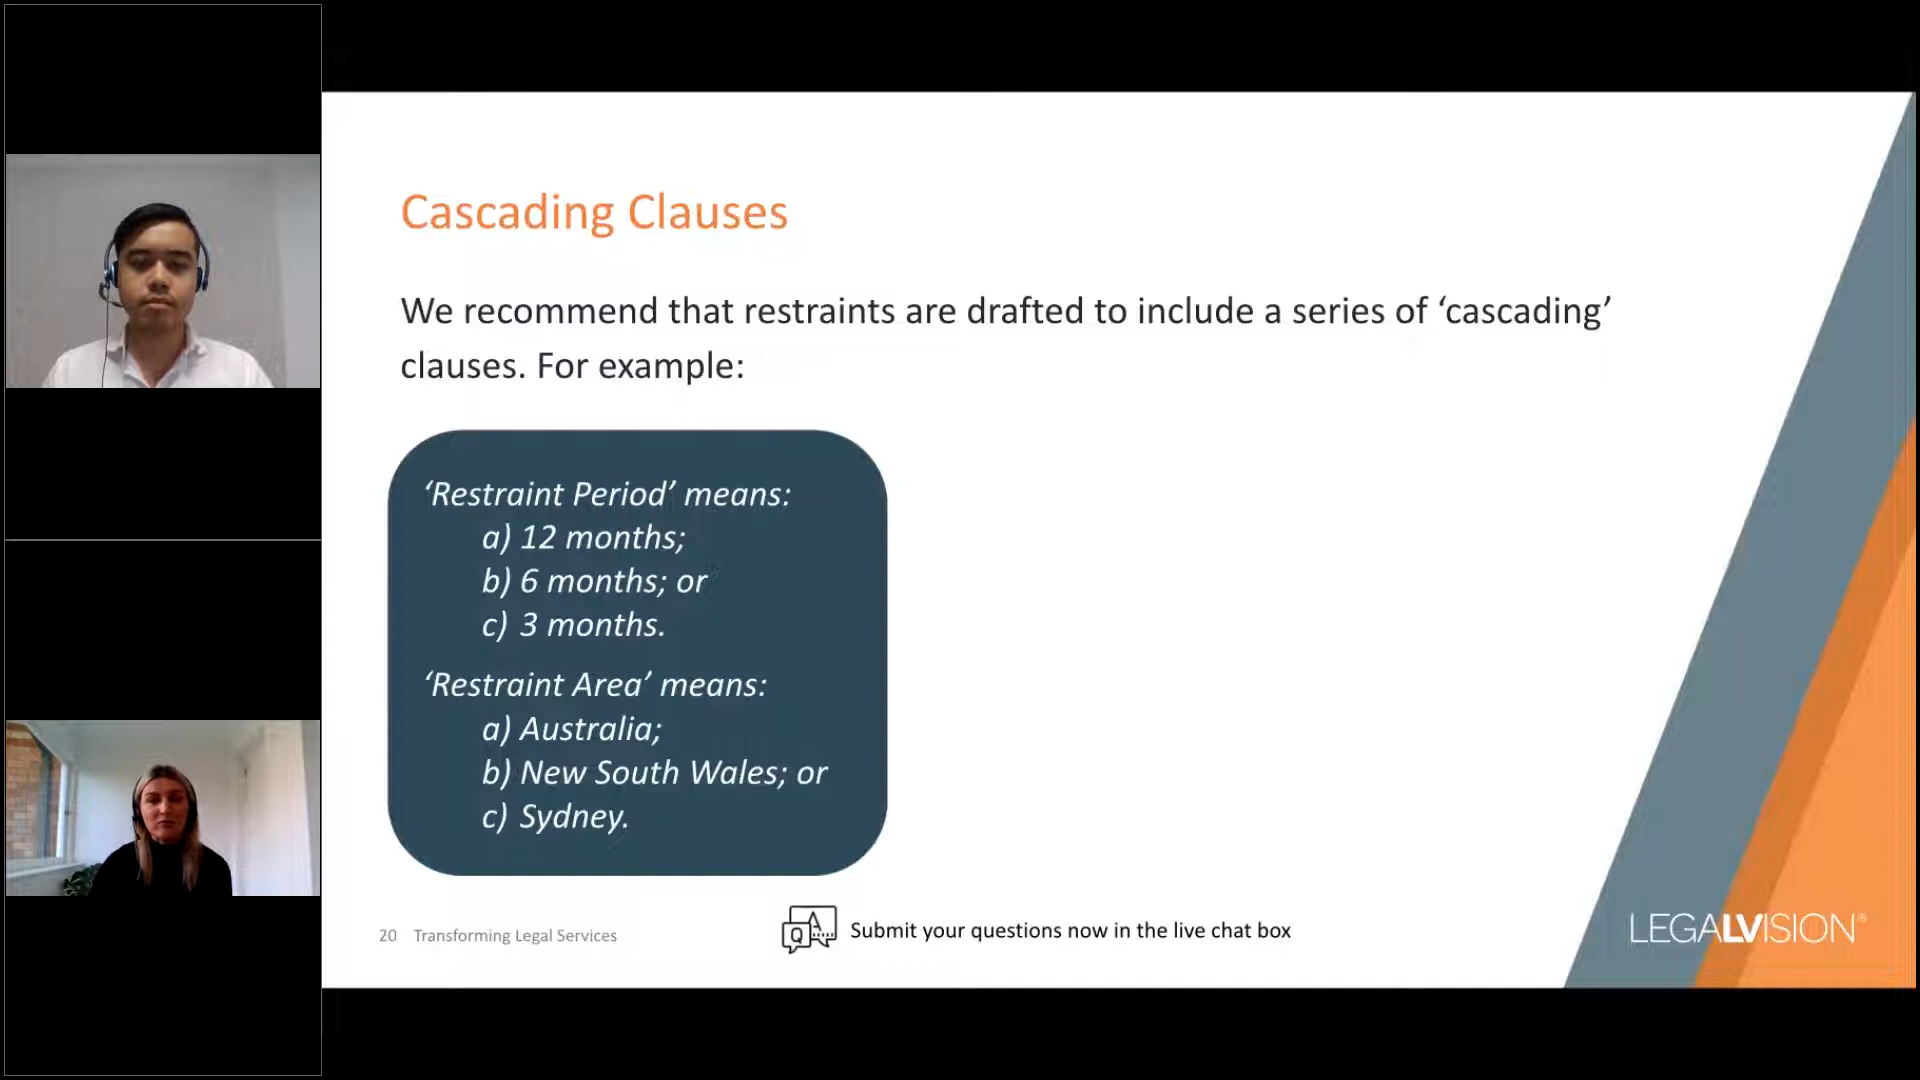 Cascading Clauses
We recommend that restraints are drafted to include a series of ‘cascading’
clauses. For example:
‘Restraint Period’ means:
a) 12 months;
b) 6 months; or
c) 3 months.
‘Restraint Area’ means:
a) Australia;
b) New South Wales; or
c) Sydney.
20 Transforming Legal Services
Q A Submit your questions now in the live chat box
LEGALVISION®